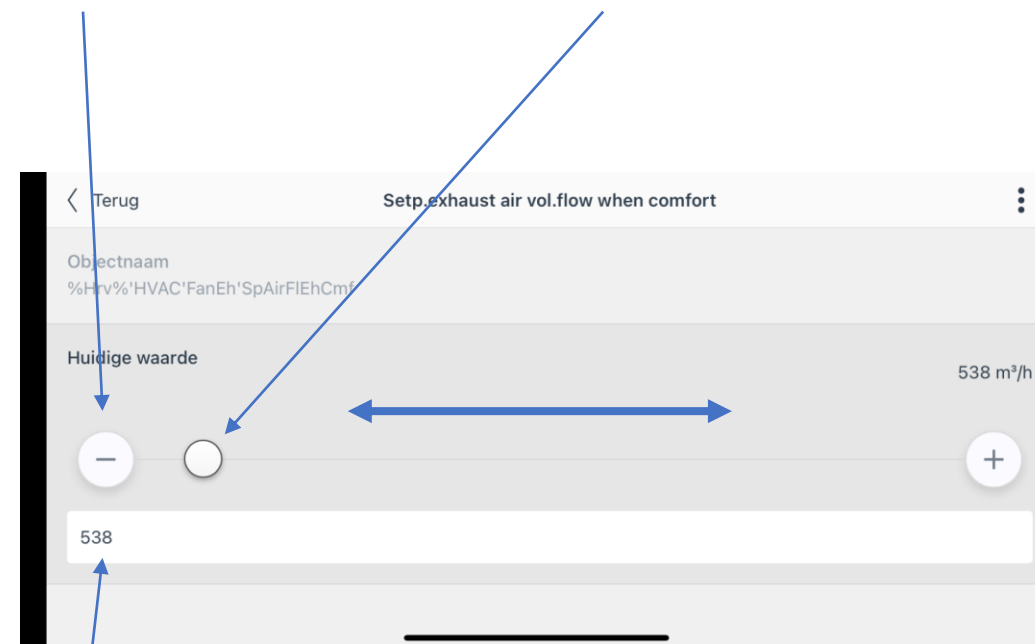 Terug
Setp.exhaust air vol.flow when comfort
Objectnaam
%Hrv%'HVAC'FanEh'SpAirFlEhCmf
Huidige waarde
538 m³/h
538